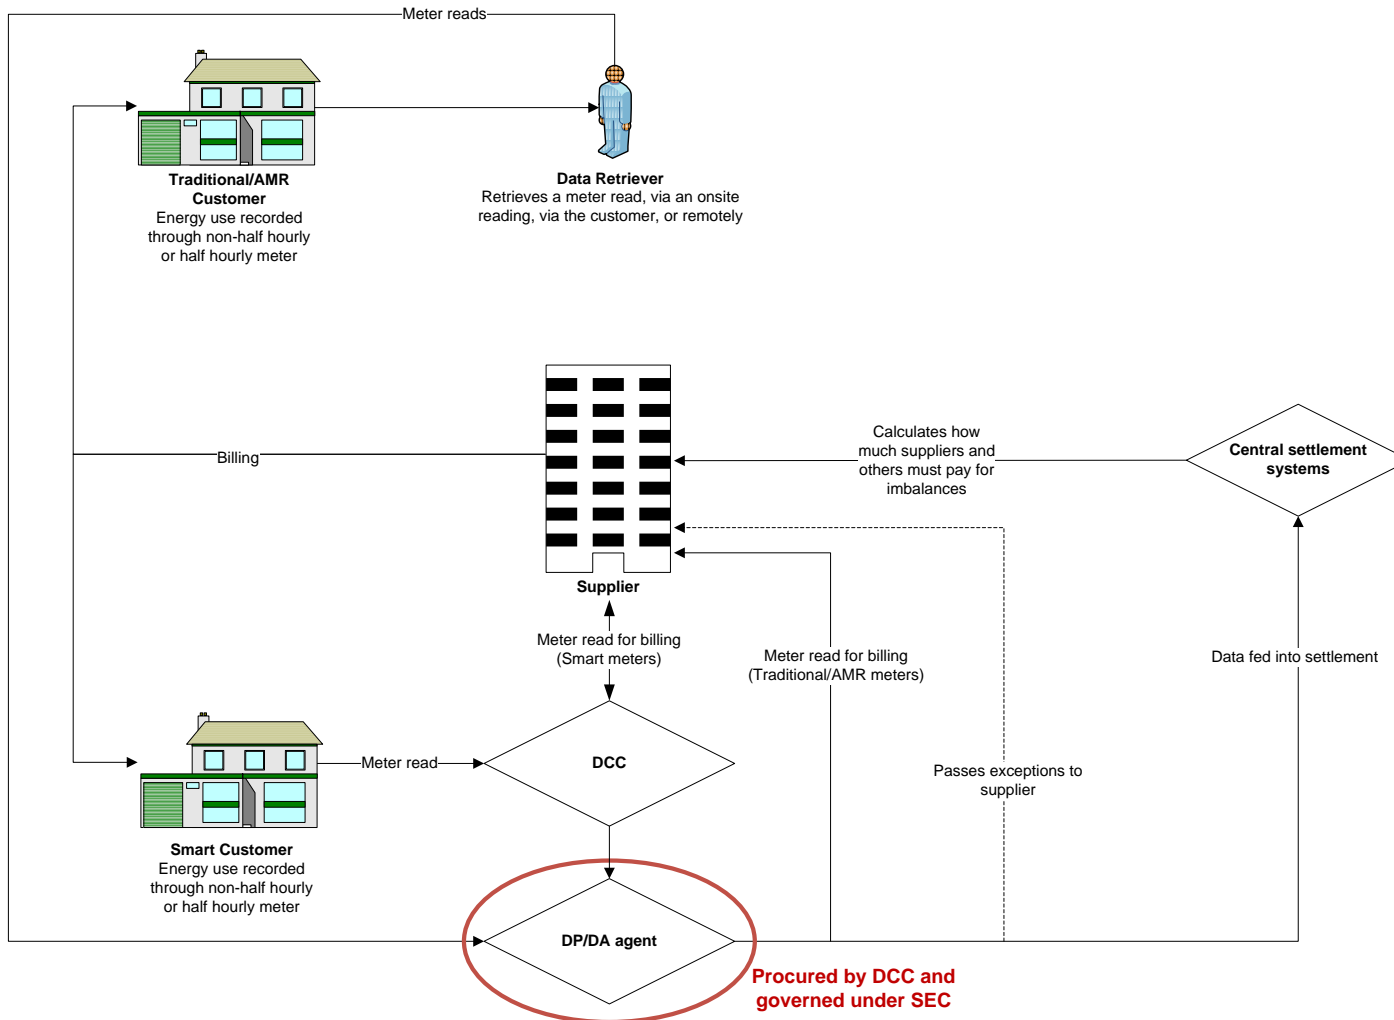 Meter reads
Traditional/AMR
Customer
Energy use recorded
through non-half hourly
or half hourly meter
Data Retriever
Retrieves a meter read, via an onsite
reading, via the customer, or remotely
Billing
Supplier
Calculates how
much suppliers and
others must pay for
imbalances
Central settlement
systems
Meter read for billing
(Smart meters)
Meter read for billing
(Traditional/AMR meters)
Data fed into settlement
Meter read
DCC
Passes exceptions to
supplier
Smart Customer
Energy use recorded
through non-half hourly
or half hourly meter
DP/DA agent
Procured by DCC and
governed under SEC